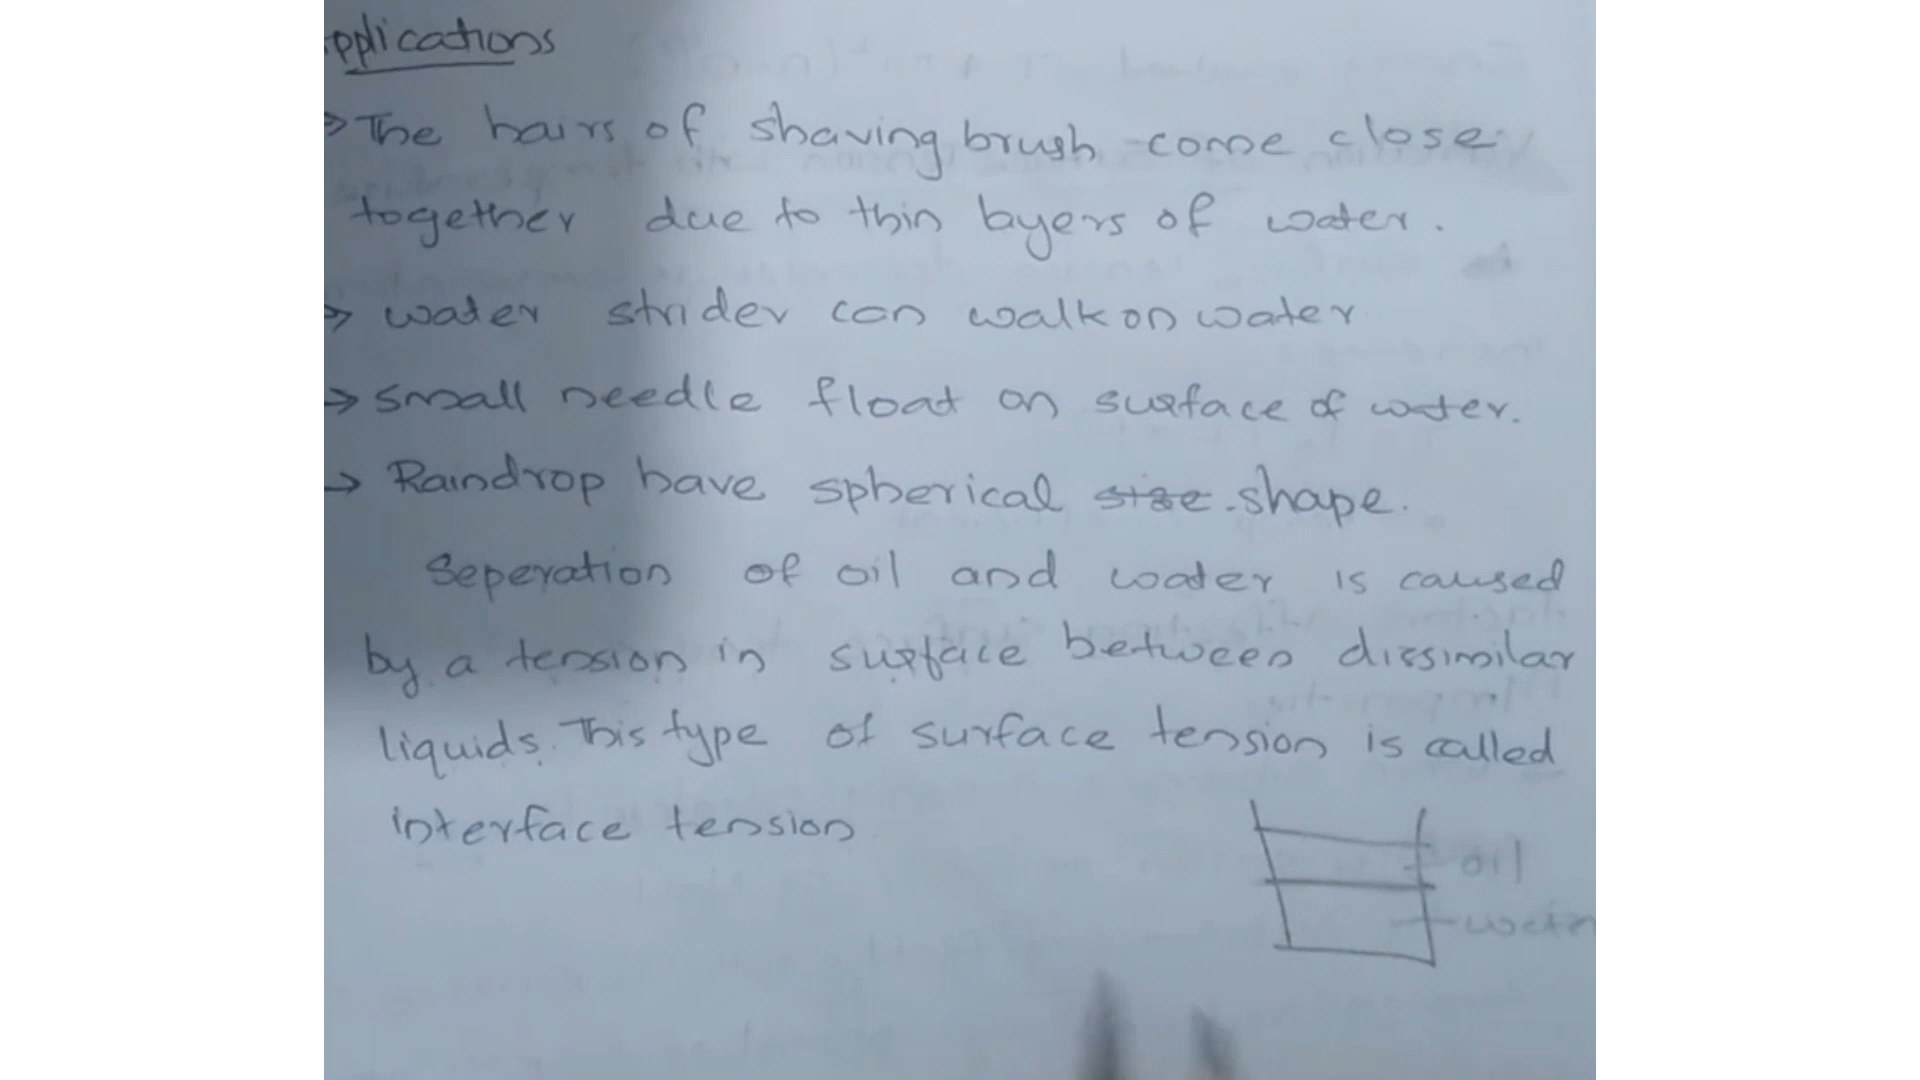 pplications
→ The hairs of shaving brush come close
together due to thin layers of water.
→ water strider can walk on water
→ small needle float on surface of water.
→ Raindrop have spherical size shape.
Seperation of oil and water is caused
by a tension in surface between dissimilar
liquids. This type of surface tension is called
interface tension
oil
water